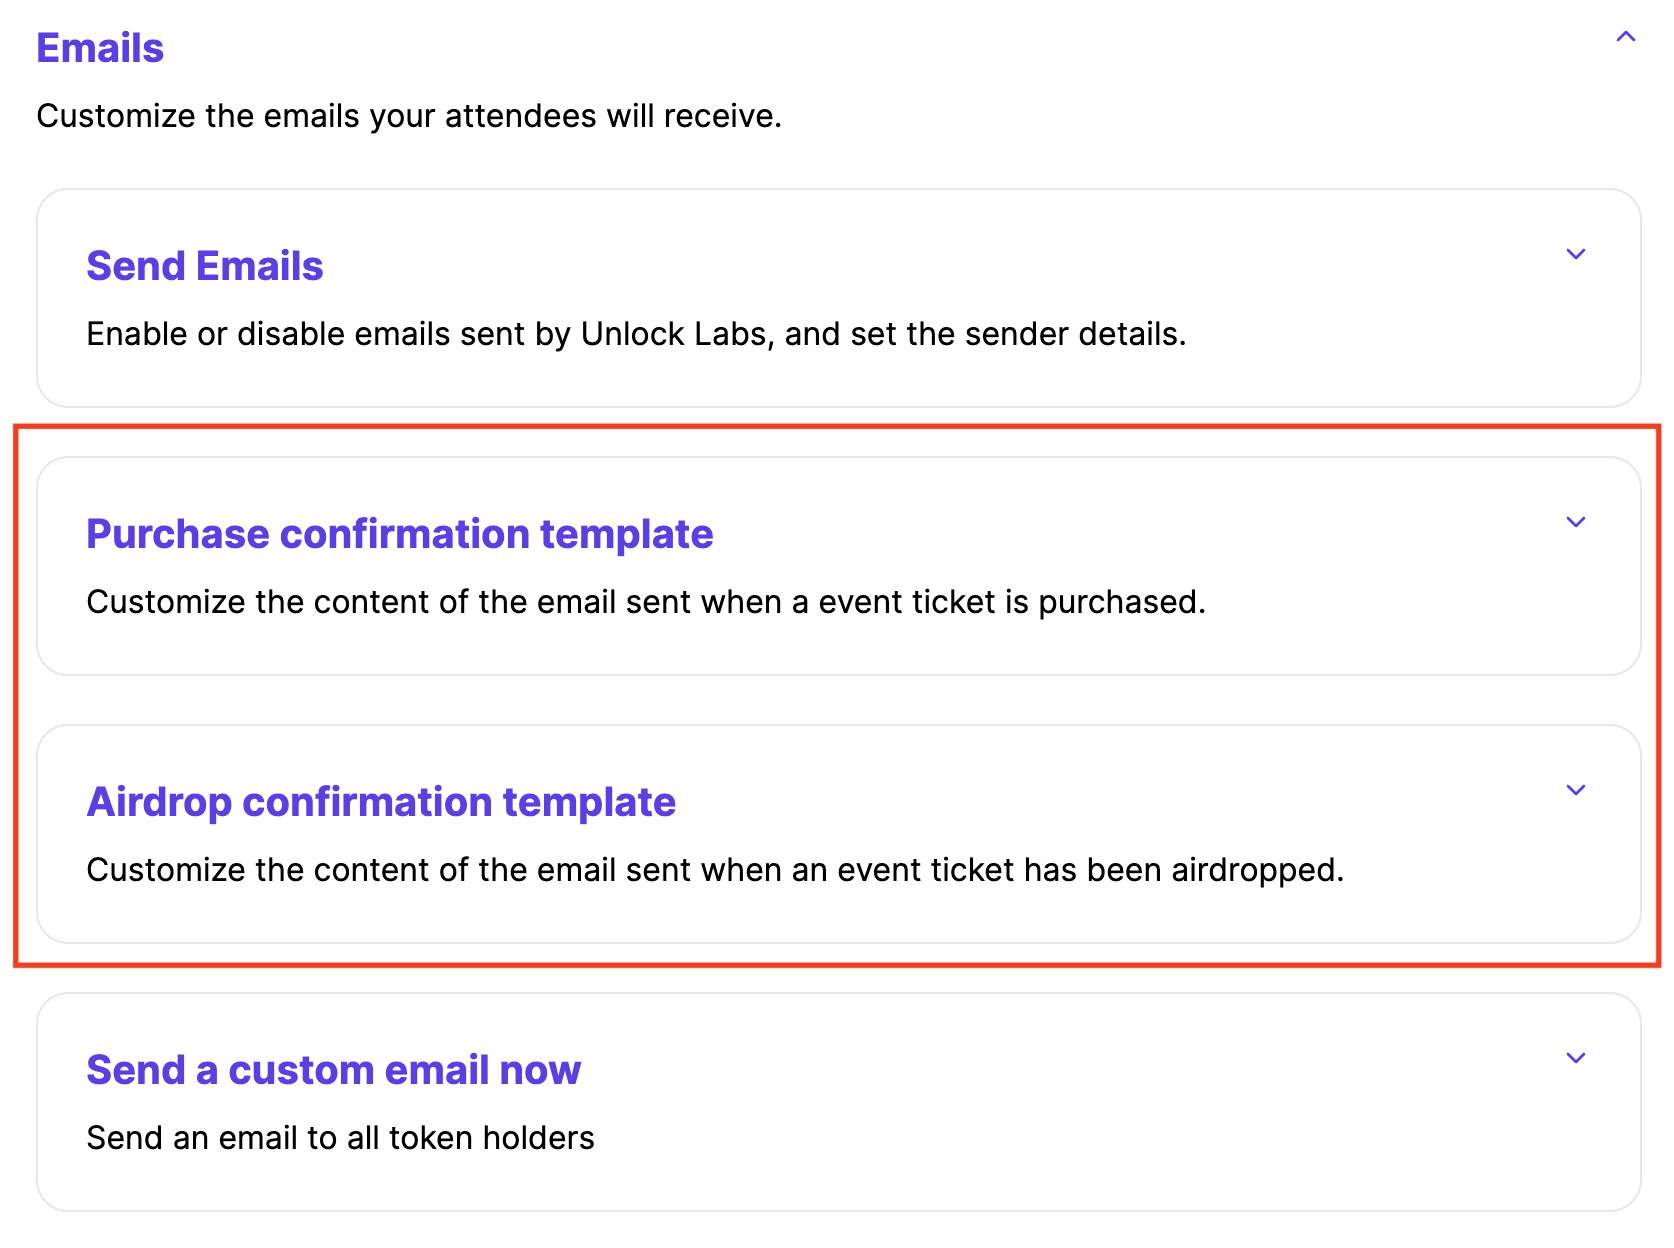 Emails
Customize the emails your attendees will receive.
Send Emails
Enable or disable emails sent by Unlock Labs, and set the sender details.
Purchase confirmation template
Customize the content of the email sent when a event ticket is purchased.
Airdrop confirmation template
Customize the content of the email sent when an event ticket has been airdropped.
Send a custom email now
Send an email to all token holders